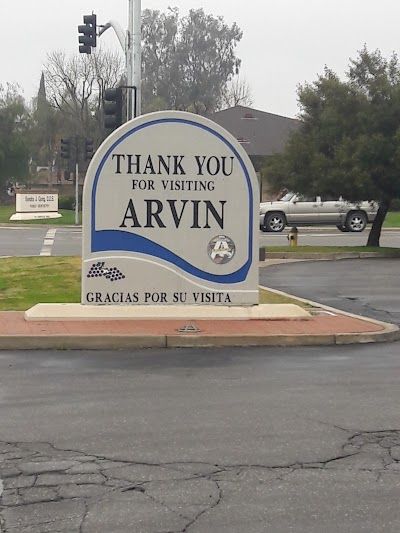 THANK YOU
FOR VISITING
ARVIN
GRACIAS POR SU VISITA